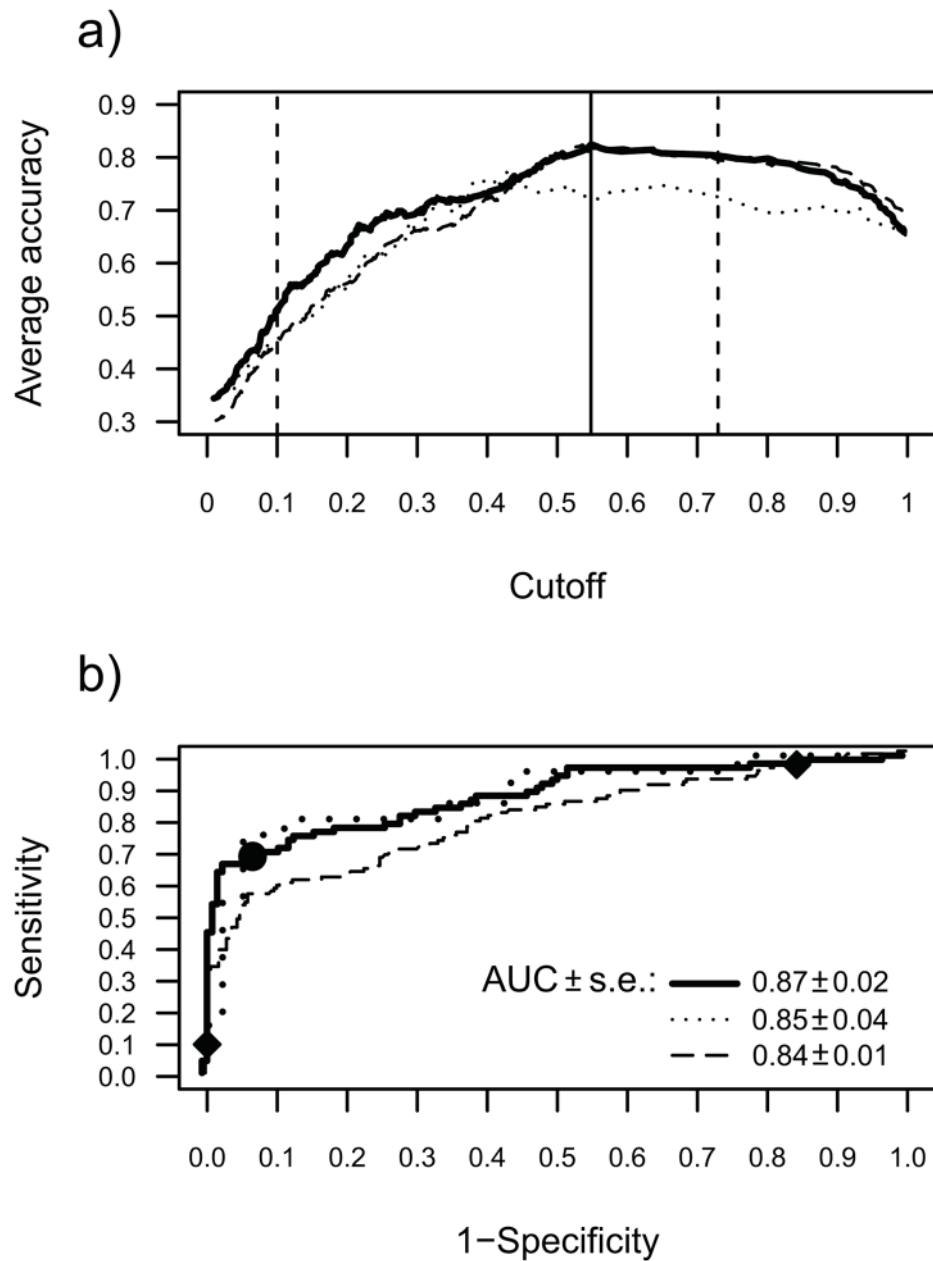 a)
Average accuracy
0.9
0.8
0.7
0.6
0.5
0.4
0.3
0 0.1 0.2 0.3 0.4 0.5 0.6 0.7 0.8 0.9 1
Cutoff
b)
Sensitivity
1.0
0.9
0.8
0.7
0.6
0.5
0.4
0.3
0.2
0.1
0.0
AUC ± s.e.: 0.87±0.02
0.85±0.04
0.84±0.01
0.0 0.1 0.2 0.3 0.4 0.5 0.6 0.7 0.8 0.9 1.0
1−Specificity